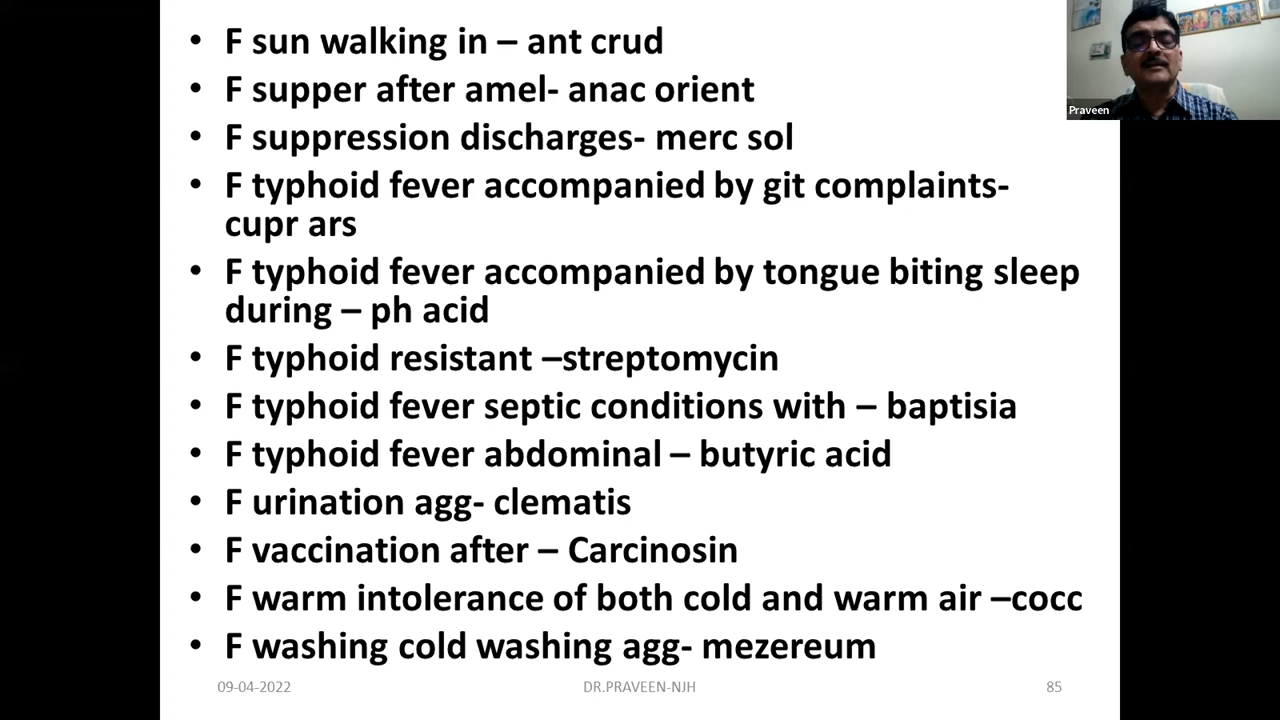 • F sun walking in – ant crud
• F supper after amel- anac orient
• F suppression discharges- merc sol
• F typhoid fever accompanied by git complaints-
cupr ars
• F typhoid fever accompanied by tongue biting sleep
during – ph acid
• F typhoid resistant –streptomycin
• F typhoid fever septic conditions with – baptisia
• F typhoid fever abdominal – butyric acid
• F urination agg- clematis
• F vaccination after – Carcinosin
• F warm intolerance of both cold and warm air –cocc
• F washing cold washing agg- mezereum
09-04-2022 DR.PRAVEEN-NJH 85
Praveen